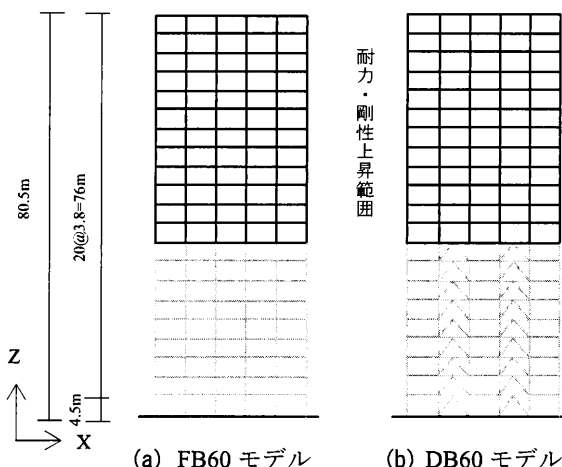 80.5m
20@3.8=76m
4.5m
Z
X
耐力・剛性上昇範囲
(a) FB60 モデル
(b) DB60 モデル